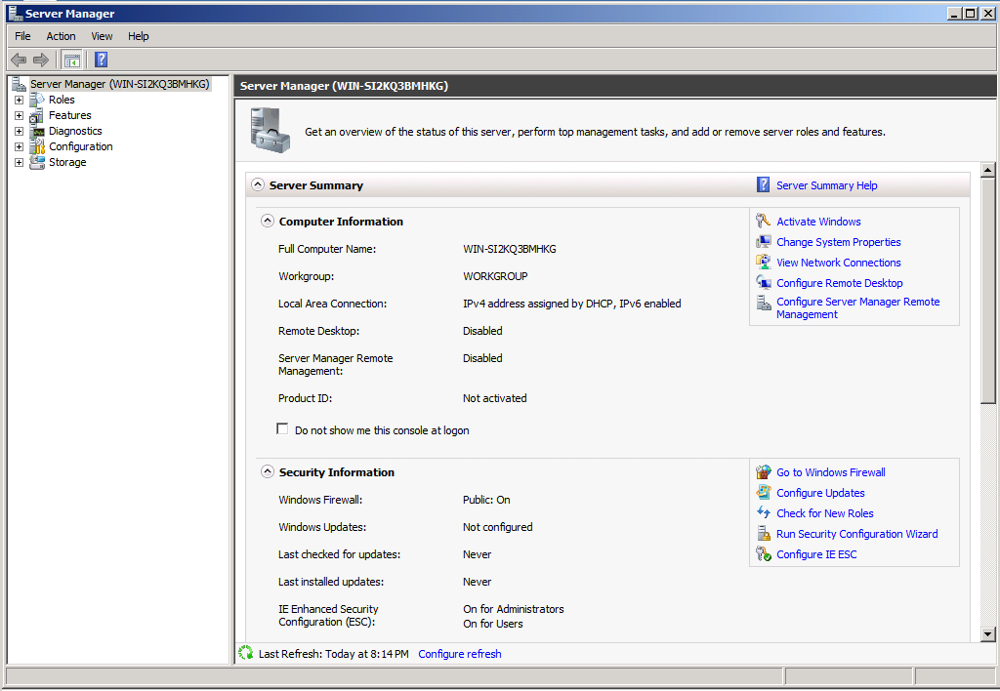 Server Manager
File Action View Help
Server Manager (WIN-SI2KQ3BMHKG)
Roles
Features
Diagnostics
Configuration
Storage
Server Manager (WIN-SI2KQ3BMHKG)
Get an overview of the status of this server, perform top management tasks, and add or remove server roles and features.
Server Summary
Server Summary Help
Computer Information
Full Computer Name: WIN-SI2KQ3BMHKG
Workgroup: WORKGROUP
Local Area Connection: IPv4 address assigned by DHCP, IPv6 enabled
Remote Desktop: Disabled
Server Manager Remote Disabled
Management:
Product ID: Not activated
Do not show me this console at logon
Activate Windows
Change System Properties
View Network Connections
Configure Remote Desktop
Configure Server Manager Remote
Management
Security Information
Windows Firewall: Public: On
Windows Updates: Not configured
Last checked for updates: Never
Last installed updates: Never
IE Enhanced Security On for Administrators
Configuration (ESC): On for Users
Go to Windows Firewall
Configure Updates
Check for New Roles
Run Security Configuration Wizard
Configure IE ESC
Last Refresh: Today at 8:14 PM Configure refresh